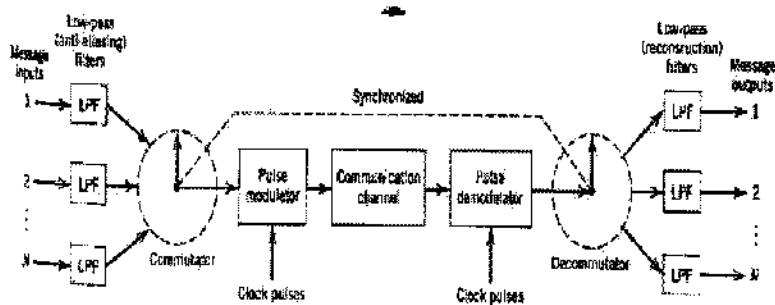 Low-pass
(anti-aliasing)
filters
Message
inputs
1
LPF
2
LPF
N
LPF
Commutator
Synchronized
Pulse
modulator
Communication
channel
Pulse
demodulator
Clock pulses
Clock pulses
Decommutator
Low-pass
(reconstruction)
filters
Message
outputs
LPF
1
LPF
2
LPF
N